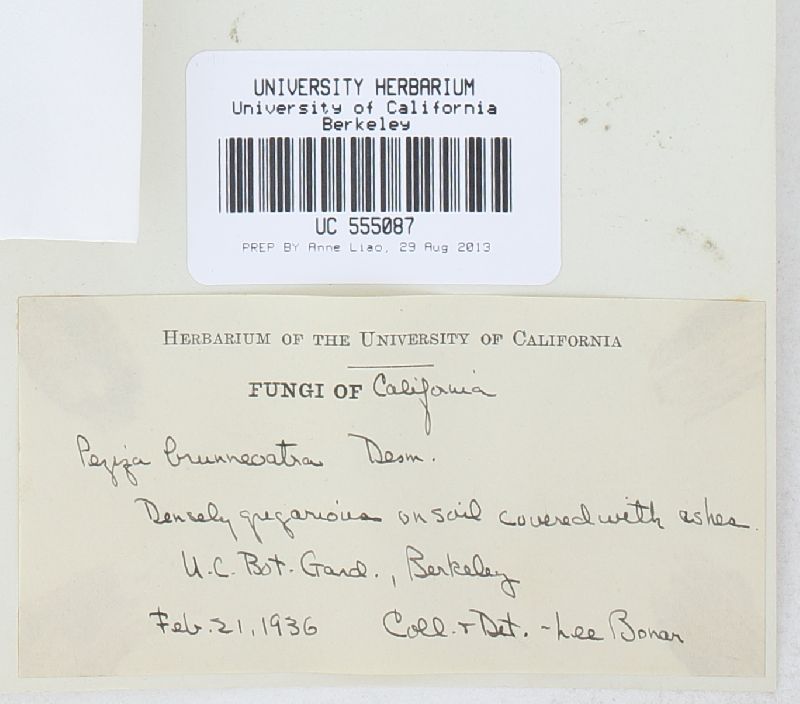 UNIVERSITY HERBARIUM
University of California
Berkeley
UC 555087
PREP BY Anne Liao, 29 Aug 2013
HERBARIUM OF THE UNIVERSITY OF CALIFORNIA
FUNGI OF California
Peziza brunneoatra Desm.
Densely gregarious on soil covered with ashes.
U.C. Bot. Gard., Berkeley
Feb. 21, 1936 Coll. + Det. - Lee Bonar